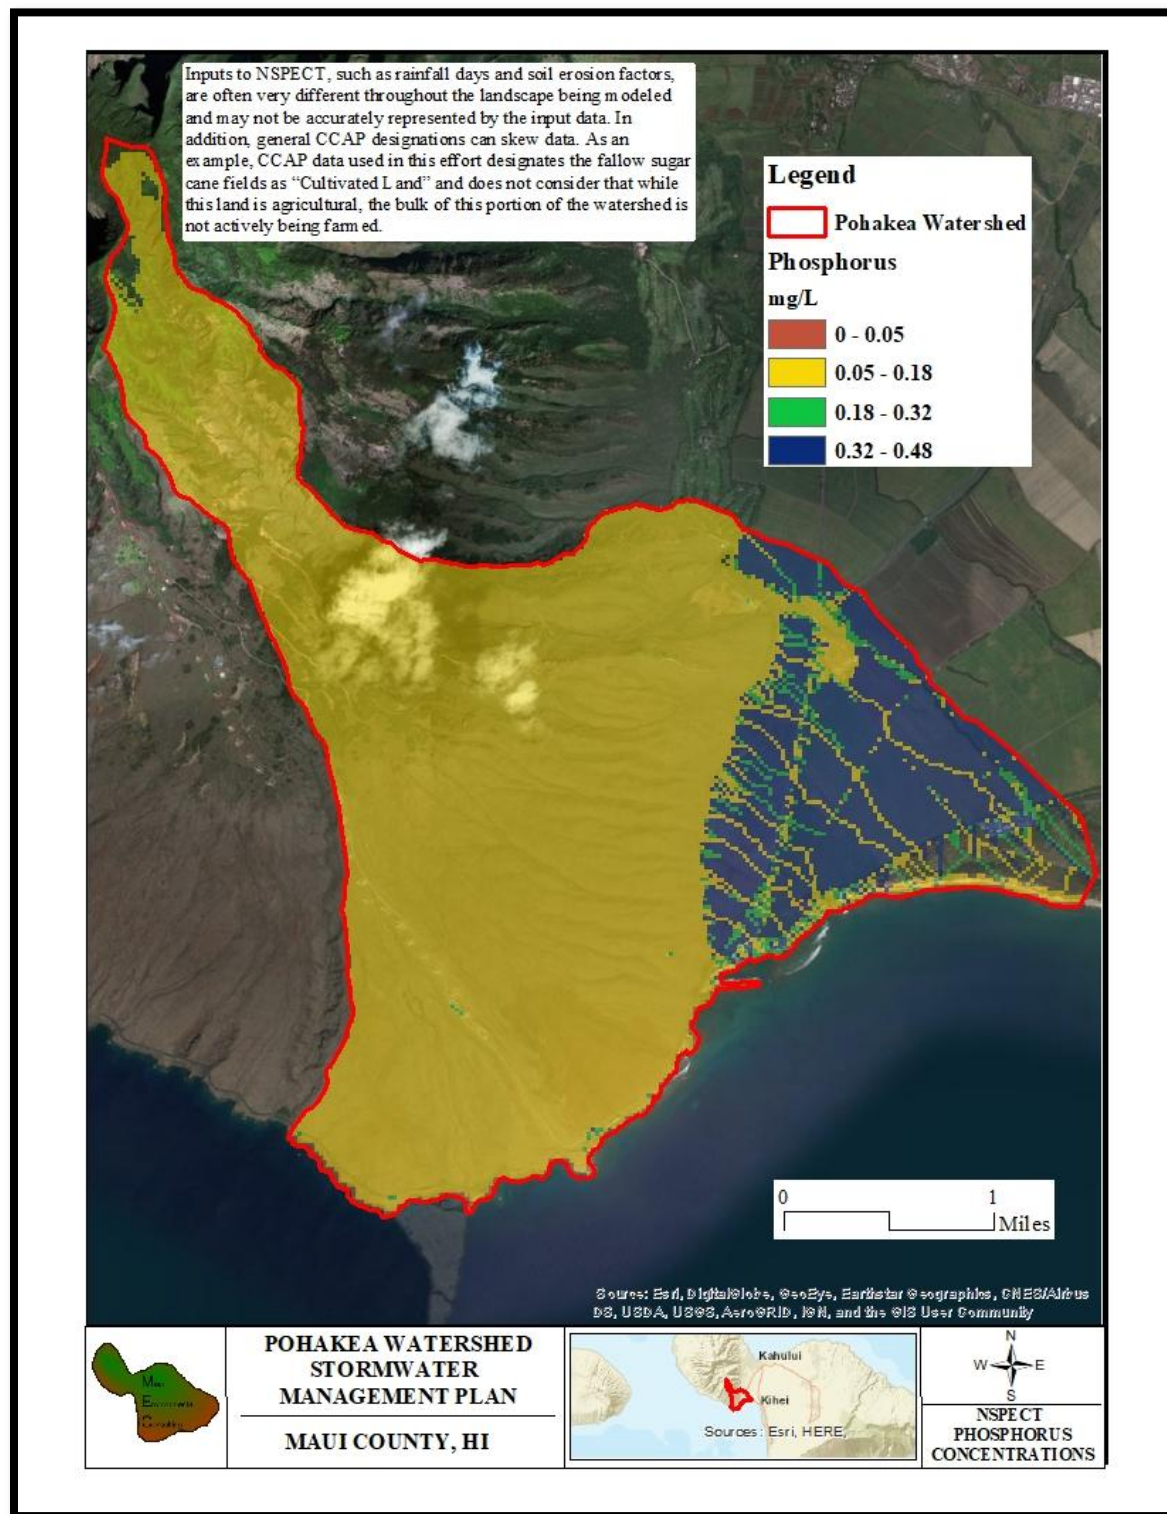 Inputs to NSPECT, such as rainfall days and soil erosion factors,
are often very different throughout the landscape being modeled
and may not be accurately represented by the input data. In
addition, general CCAP designations can skew data. As an
example, CCAP data used in this effort designates the fallow sugar
cane fields as “Cultivated Land” and does not consider that while
this land is agricultural, the bulk of this portion of the watershed is
not actively being farmed.
Legend
Pohakea Watershed
Phosphorus
mg/L
0 - 0.05
0.05 - 0.18
0.18 - 0.32
0.32 - 0.48
0 1
Miles
Source: Esri, DigitalGlobe, GeoEye, Earthstar Geographics, CNES/Airbus
DS, USDA, USGS, AeroGRID, IGN, and the GIS User Community
Maui
Environmental
Consulting
POHAKEA WATERSHED
STORMWATER
MANAGEMENT PLAN
MAUI COUNTY, HI
Kahului
Kihei
Sources: Esri, HERE,
N
W E
S
NSPECT
PHOSPHORUS
CONCENTRATIONS